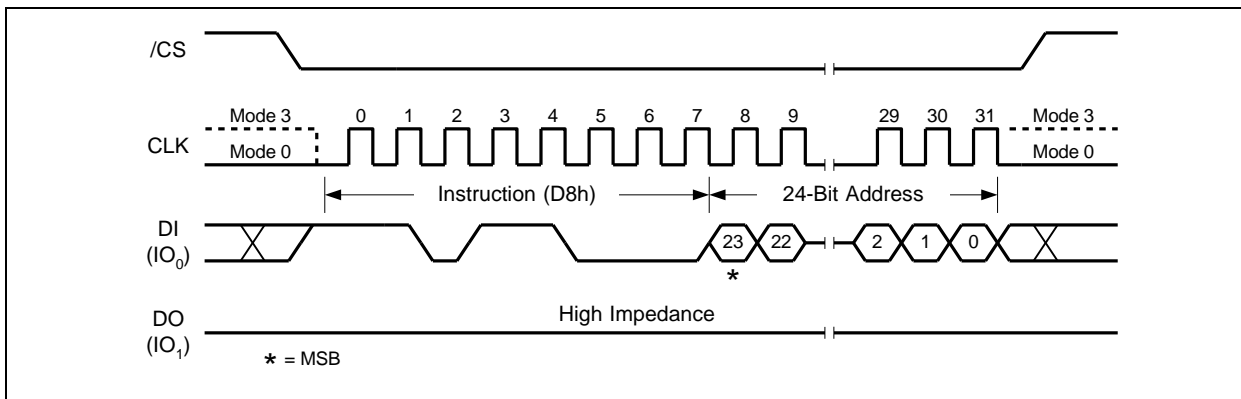 /CS
Mode 3 0 1 2 3 4 5 6 7 8 9 29 30 31 Mode 3
CLK
Mode 0 Mode 0
Instruction (D8h) 24-Bit Address
DI
(IO0)
23 22 2 1 0
*
High Impedance
DO
(IO1)
* = MSB